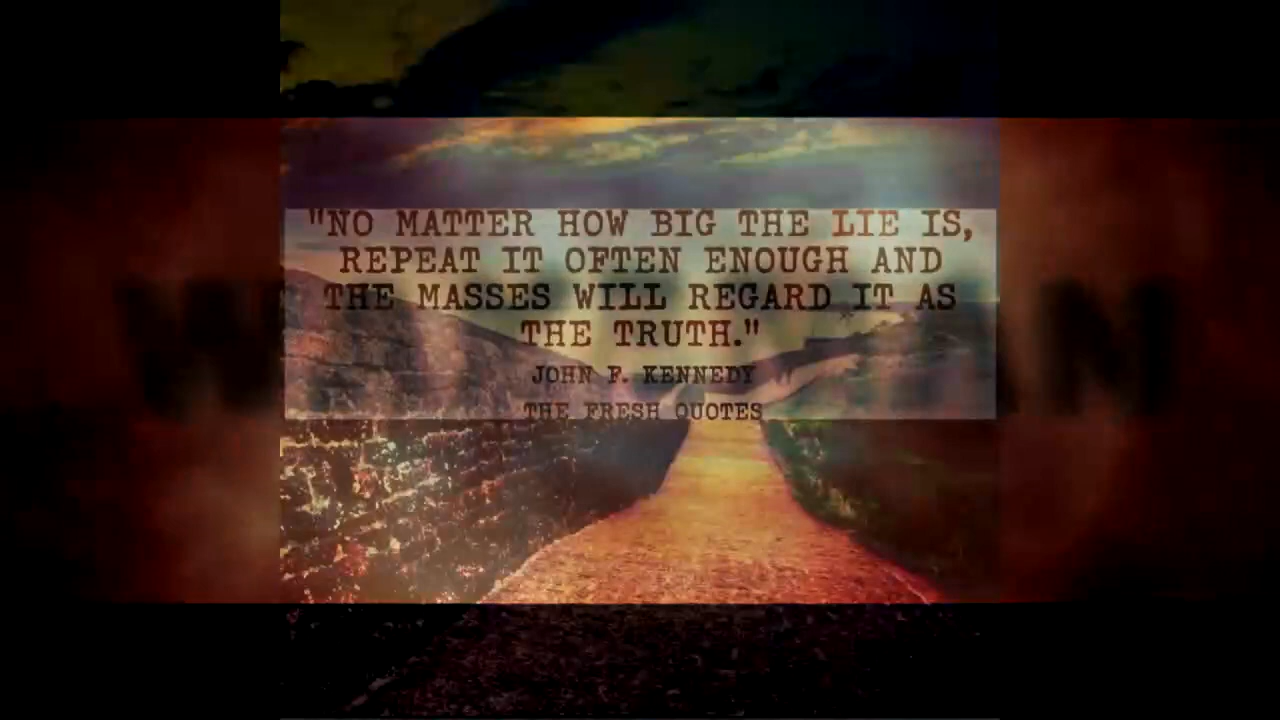 "NO MATTER HOW BIG THE LIE IS,
REPEAT IT OFTEN ENOUGH AND
THE MASSES WILL REGARD IT AS
THE TRUTH."
JOHN F. KENNEDY
THE FRESH QUOTES